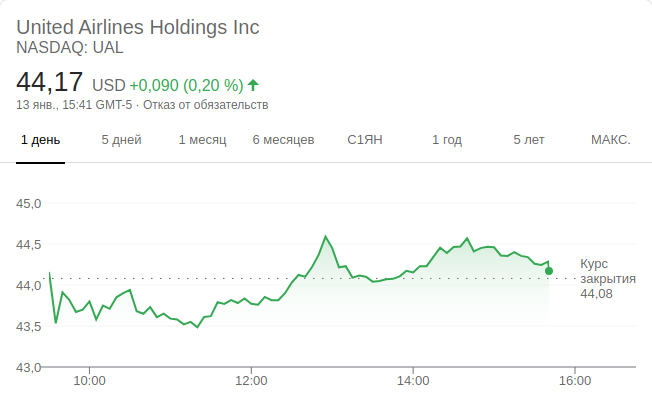 United Airlines Holdings Inc
NASDAQ: UAL
44,17 USD +0,090 (0,20 %)
13 янв., 15:41 GMT-5 · Отказ от обязательств
1 день 5 дней 1 месяц 6 месяцев С1ЯН 1 год 5 лет МАКС.
45,0
44,5
44,0
43,5
43,0
Курс
закрытия
44,08
10:00 12:00 14:00 16:00